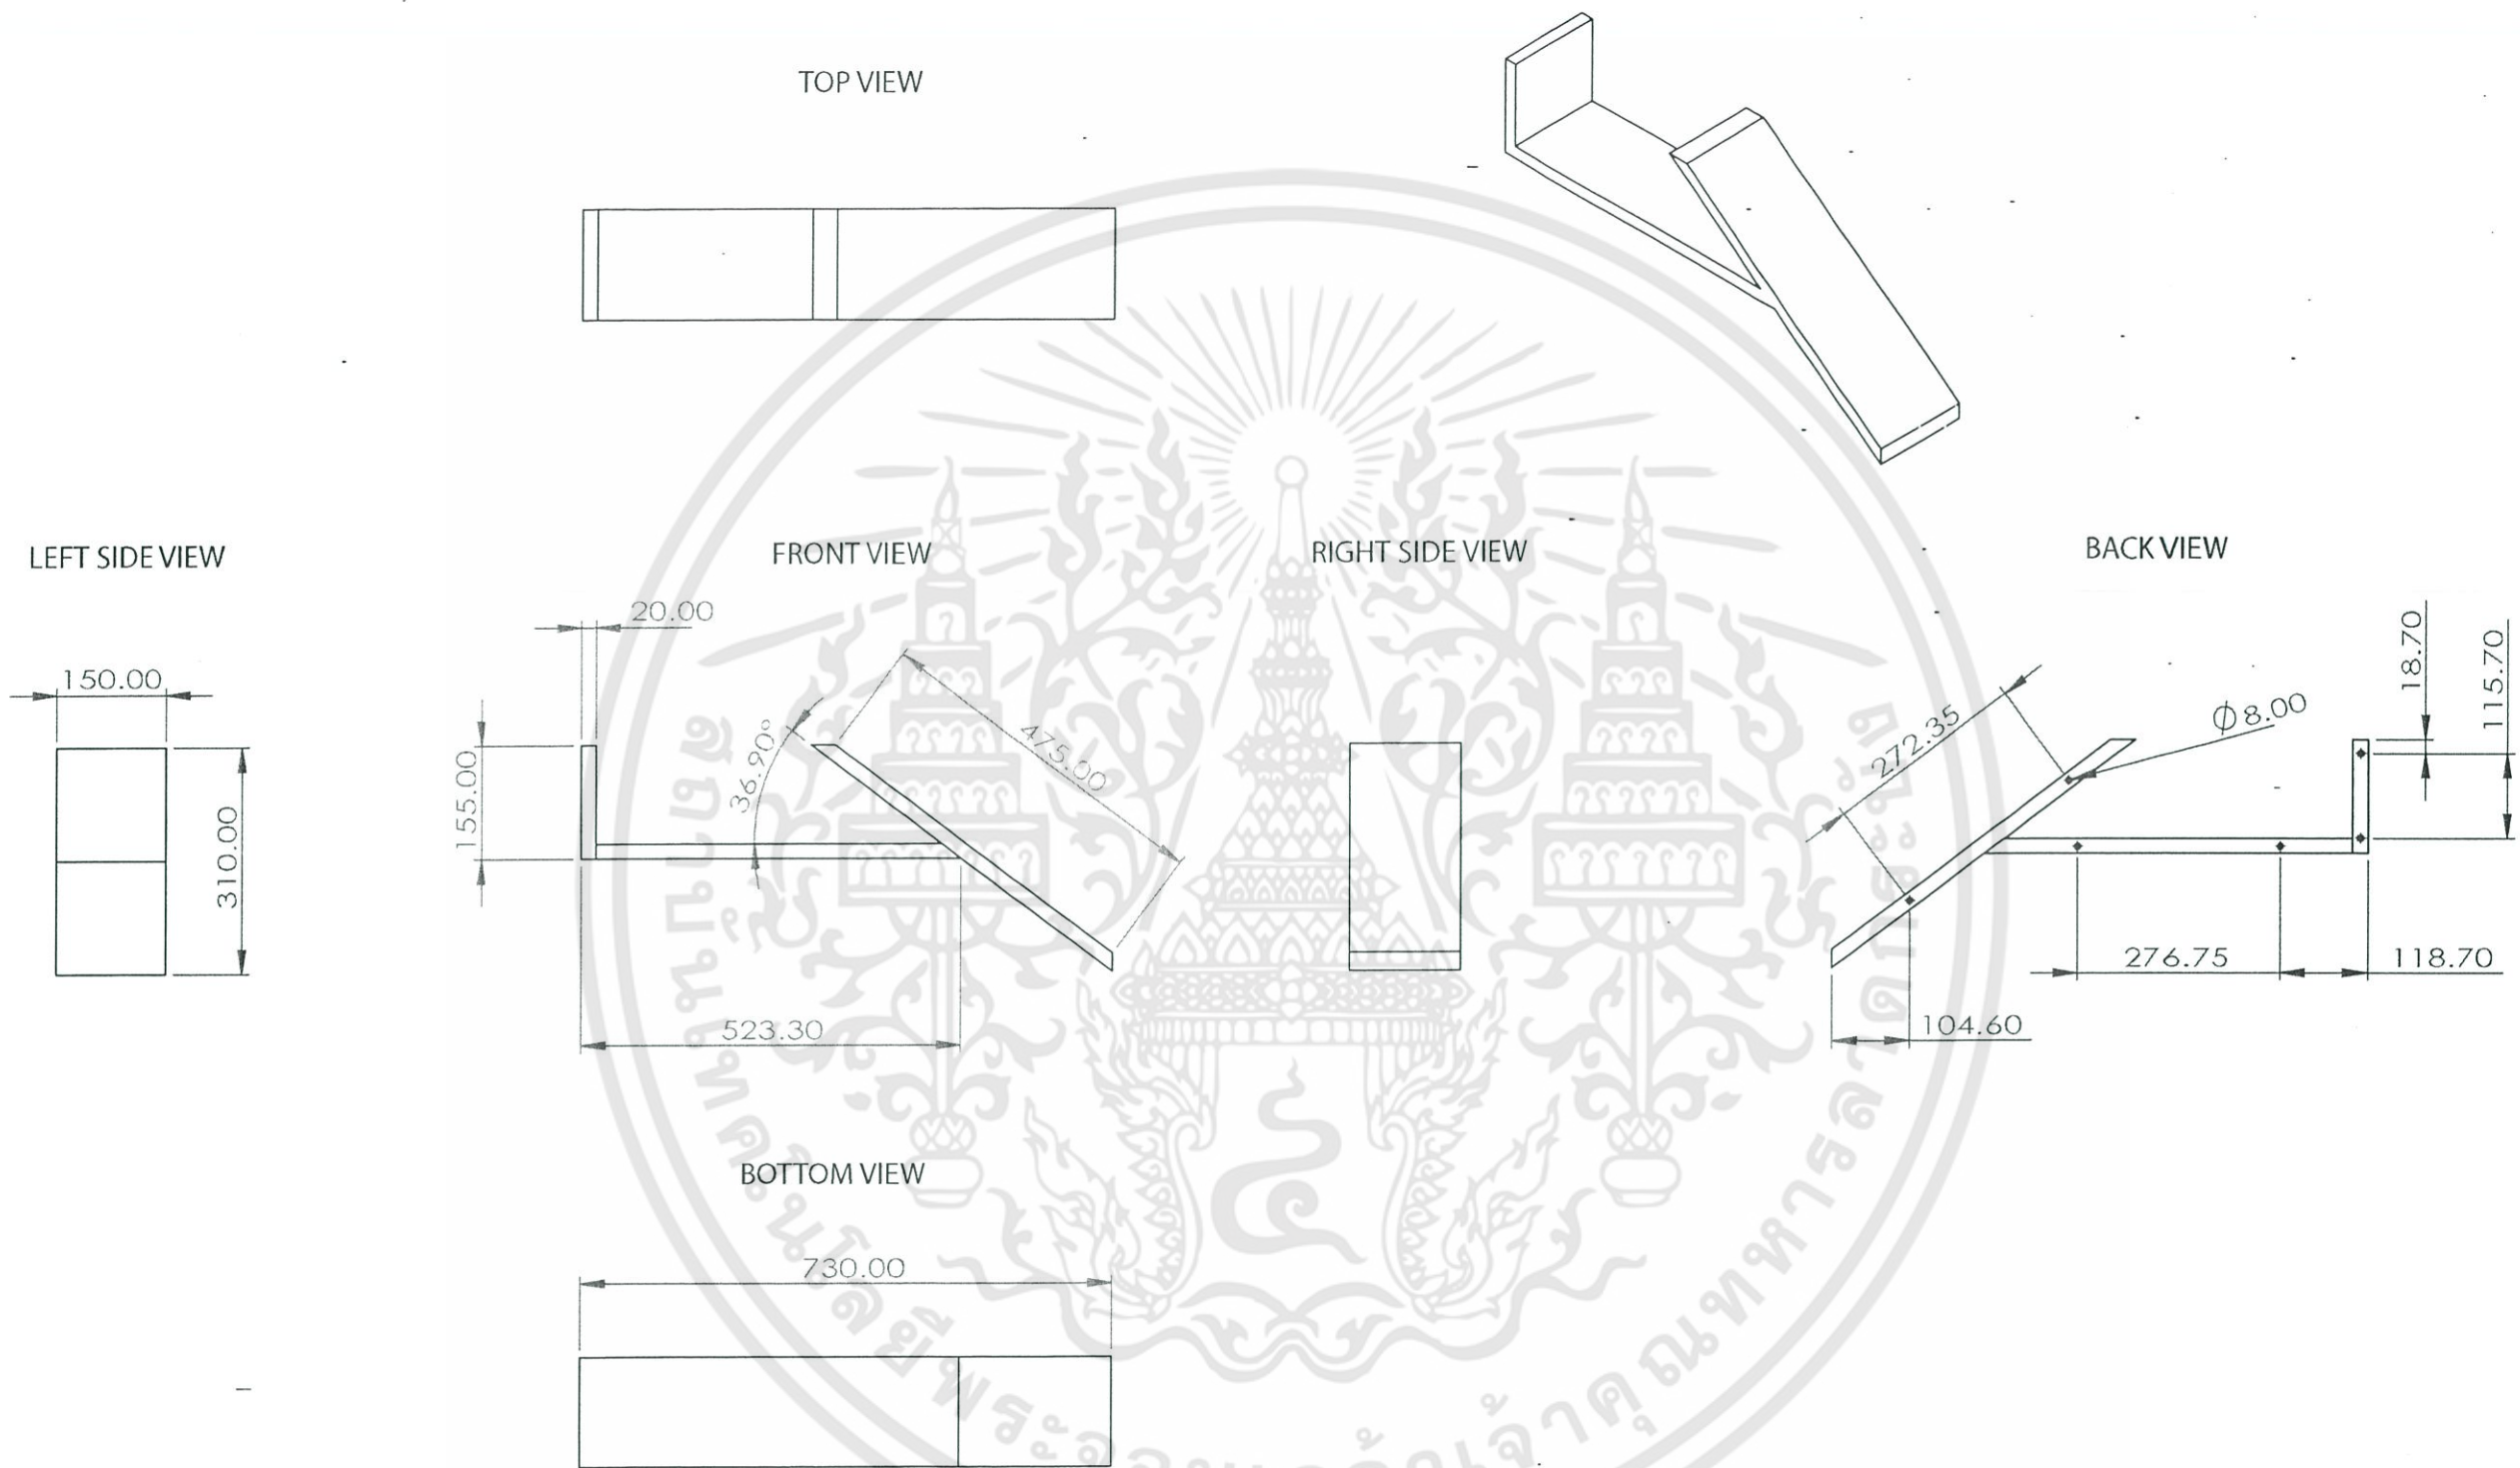 TOP VIEW
LEFT SIDE VIEW
FRONT VIEW
RIGHT SIDE VIEW
BACK VIEW
20.00
150.00
310.00
155.00
36.90°
475.00
523.30
272.35
Ø8.00
18.70
115.70
276.75
118.70
104.60
BOTTOM VIEW
730.00